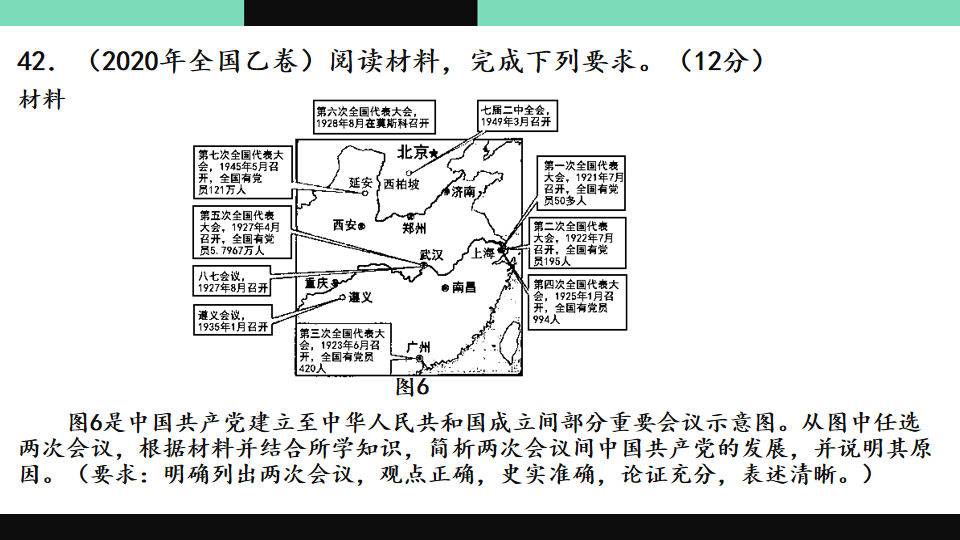 42. （2020年全国乙卷）阅读材料，完成下列要求。（12分）
材料
第六次全国代表大会，
1928年8月在莫斯科召开
七届二中全会，
1949年3月召开
第七次全国代表大
会，1945年5月召
开，全国有党
员121万人
第五次全国代表
大会，1927年4月
召开，全国有党
员5.7967万人
八七会议，
1927年8月召开
遵义会议，
1935年1月召开
第三次全国代表大
会，1923年6月召
开，全国有党员
420人
第一次全国代表
大会，1921年7月
召开，全国有党
员50多人
第二次全国代表
大会，1922年7月
召开，全国有党
员195人
第四次全国代表大
会，1925年1月召
开，全国有党员
994人
北京
延安
西柏坡
济南
西安
郑州
武汉
上海
重庆
遵义
南昌
广州
图6
图6是中国共产党建立至中华人民共和国成立间部分重要会议示意图。从图中任选
两次会议，根据材料并结合所学知识，简析两次会议间中国共产党的发展，并说明其原
因。（要求：明确列出两次会议，观点正确，史实准确，论证充分，表述清晰。）